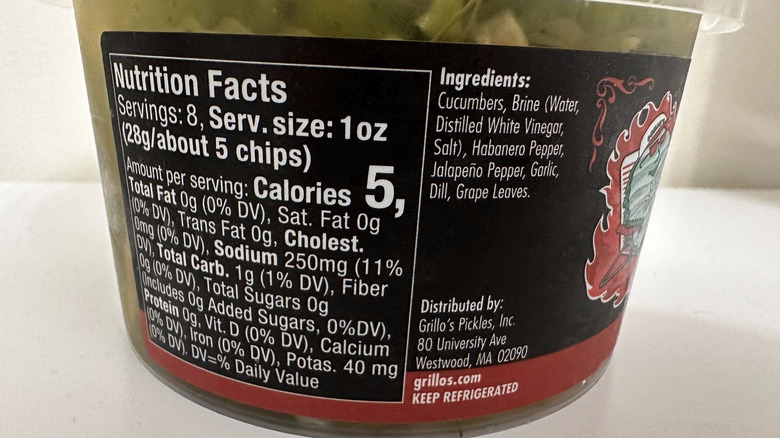 Nutrition Facts
Servings: 8, Serv. size: 1oz
(28g/about 5 chips)
Amount per serving: Calories 5,
Total Fat 0g (0% DV), Sat. Fat 0g
(0% DV), Trans Fat 0g, Cholest.
0mg (0% DV), Sodium 250mg (11%
DV), Total Carb. 1g (1% DV), Fiber
0g (0% DV), Total Sugars 0g
(Includes 0g Added Sugars, 0%DV),
Protein 0g, Vit. D (0% DV), Calcium
(0% DV), Iron (0% DV), Potas. 40 mg
(0% DV). DV=% Daily Value
Ingredients:
Cucumbers, Brine (Water,
Distilled White Vinegar,
Salt), Habanero Pepper,
Jalapeño Pepper, Garlic,
Dill, Grape Leaves.
Distributed by:
Grillo's Pickles, Inc.
80 University Ave
Westwood, MA 02090
grillos.com
KEEP REFRIGERATED